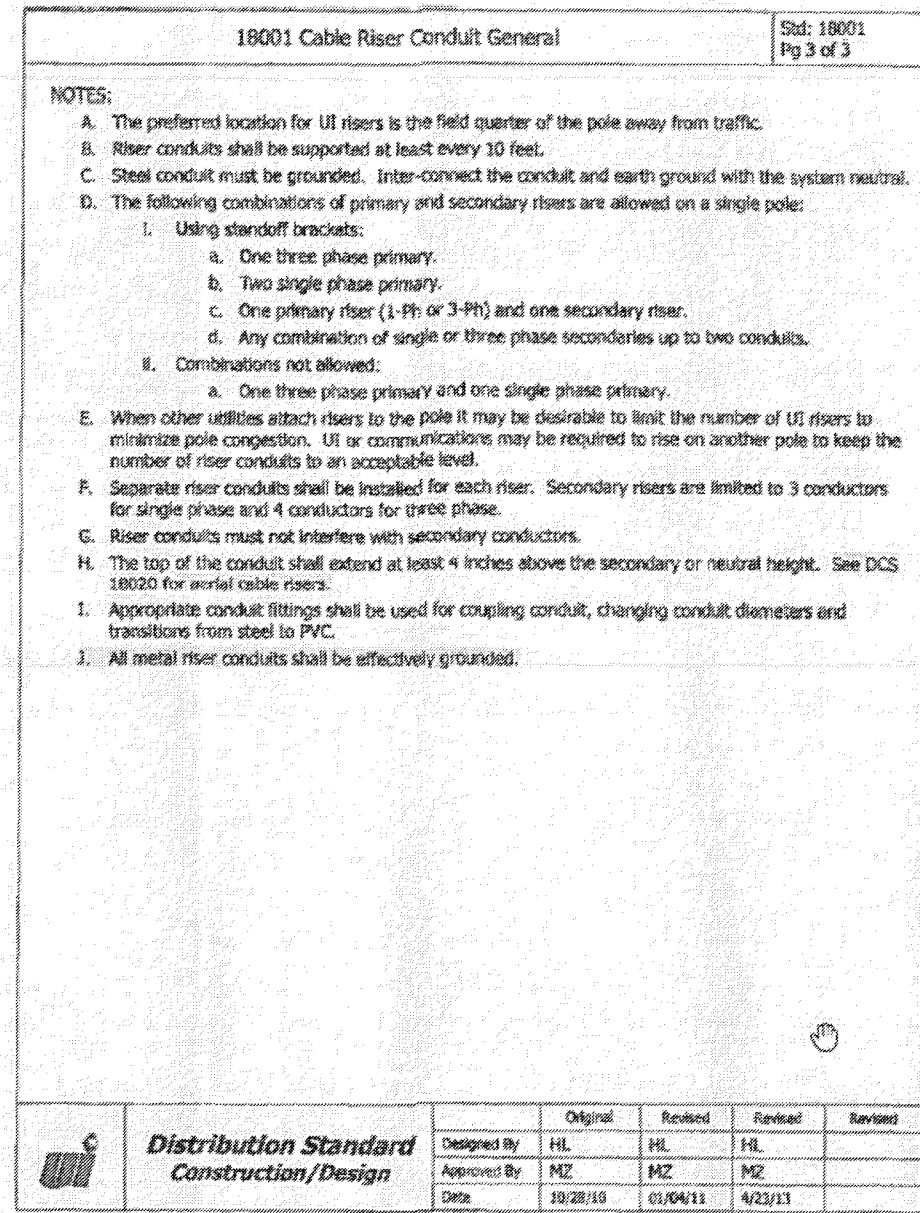 18001 Cable Riser Conduit General
Std: 18001
Pg 3 of 3
NOTES:
A. The preferred location for UI risers is the field quarter of the pole away from traffic.
B. Riser conduits shall be supported at least every 10 feet.
C. Steel conduit must be grounded. Inter-connect the conduit and earth ground with the system neutral.
D. The following combinations of primary and secondary risers are allowed on a single pole:
I. Using standoff brackets:
a. One three phase primary.
b. Two single phase primary.
c. One primary riser (1-Ph or 3-Ph) and one secondary riser.
d. Any combination of single or three phase secondaries up to two conduits.
II. Combinations not allowed:
a. One three phase primary and one single phase primary.
E. When other utilities attach risers to the pole it may be desirable to limit the number of UI risers to
minimize pole congestion. UI or communications may be required to rise on another pole to keep the
number of riser conduits to an acceptable level.
F. Separate riser conduits shall be installed for each riser. Secondary risers are limited to 3 conductors
for single phase and 4 conductors for three phase.
G. Riser conduits must not interfere with secondary conductors.
H. The top of the conduit shall extend at least 4 inches above the secondary or neutral height. See DCS
18020 for aerial cable risers.
I. Appropriate conduit fittings shall be used for coupling conduit, changing conduit diameters and
transitions from steel to PVC.
J. All metal riser conduits shall be effectively grounded.
Distribution Standard
Construction/Design
Original Revised Revised Revised
Designed By HL HL HL
Approved By MZ MZ MZ
Date 10/28/10 01/04/11 4/23/13